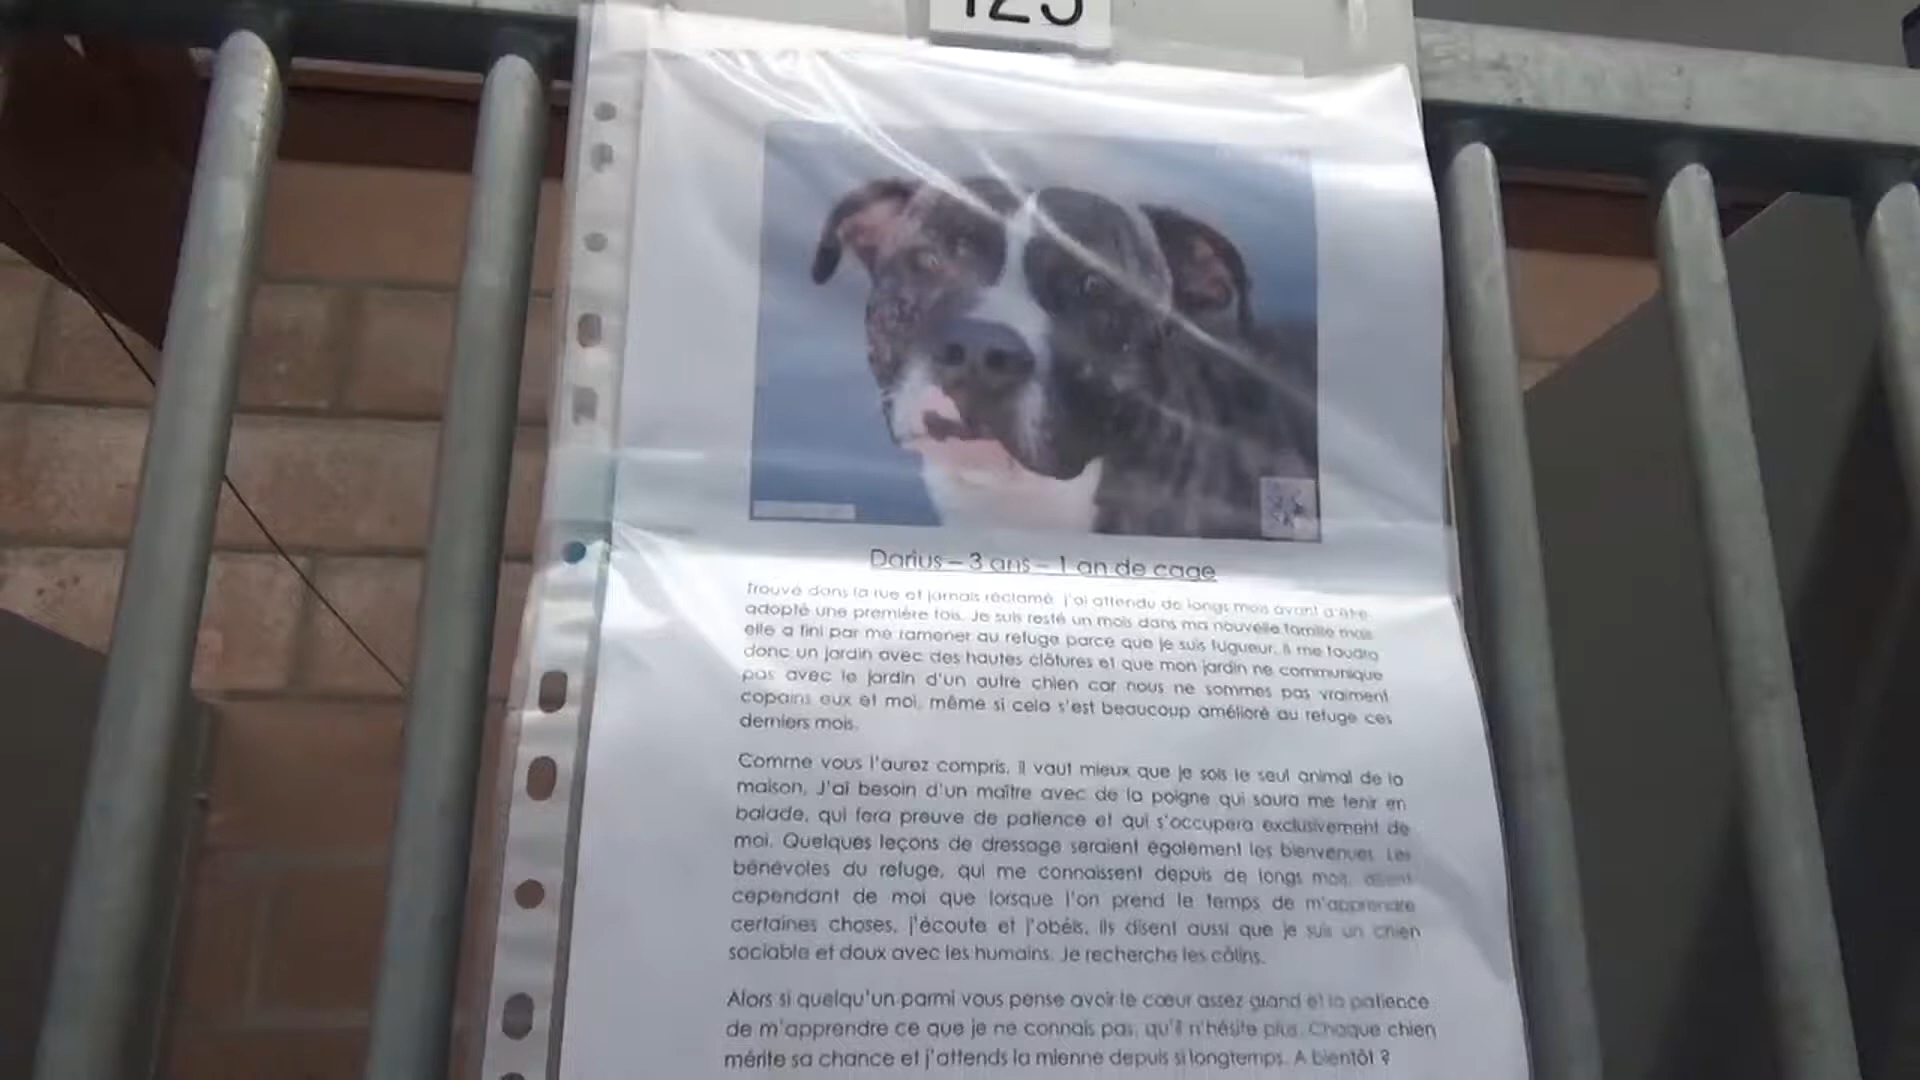 125
Darius – 3 ans – 1 an de cage
Trouvé dans la rue et jamais réclamé, j'ai attendu de longs mois avant d'être
adopté une première fois. Je suis resté un mois dans ma nouvelle famille mais
elle a fini par me ramener au refuge parce que je suis fugueur. Il me faudra
donc un jardin avec des hautes clôtures et que mon jardin ne communique
pas avec le jardin d'un autre chien car nous ne sommes pas vraiment
copains eux et moi, même si cela s'est beaucoup amélioré au refuge ces
derniers mois.
Comme vous l'aurez compris, il vaut mieux que je sois le seul animal de la
maison. J'ai besoin d'un maître avec de la poigne qui saura me tenir en
balade, qui fera preuve de patience et qui s'occupera exclusivement de
moi. Quelques leçons de dressage seraient également les bienvenues. Les
bénévoles du refuge, qui me connaissent depuis de longs mois, disent
cependant de moi que lorsque l'on prend le temps de m'apprendre
certaines choses, j'écoute et j'obéis. Ils disent aussi que je suis un chien
sociable et doux avec les humains. Je recherche les câlins.
Alors si quelqu'un parmi vous pense avoir le cœur assez grand et la patience
de m'apprendre ce que je ne connais pas, qu'il n'hésite plus. Chaque chien
mérite sa chance et j'attends la mienne depuis si longtemps. A bientôt ?